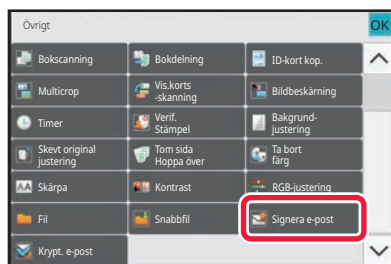 Övrigt
OK
Bokscanning
Bokdelning
ID-kort kop.
Multicrop
Vis.korts
-skanning
Bildbeskärning
Timer
Verif.
Stämpel
Bakgrund-
justering
Skevt original
justering
Tom sida
Hoppa över
Ta bort
färg
Skärpa
Kontrast
RGB-justering
Fil
Snabbfil
Signera e-post
Krypt. e-post